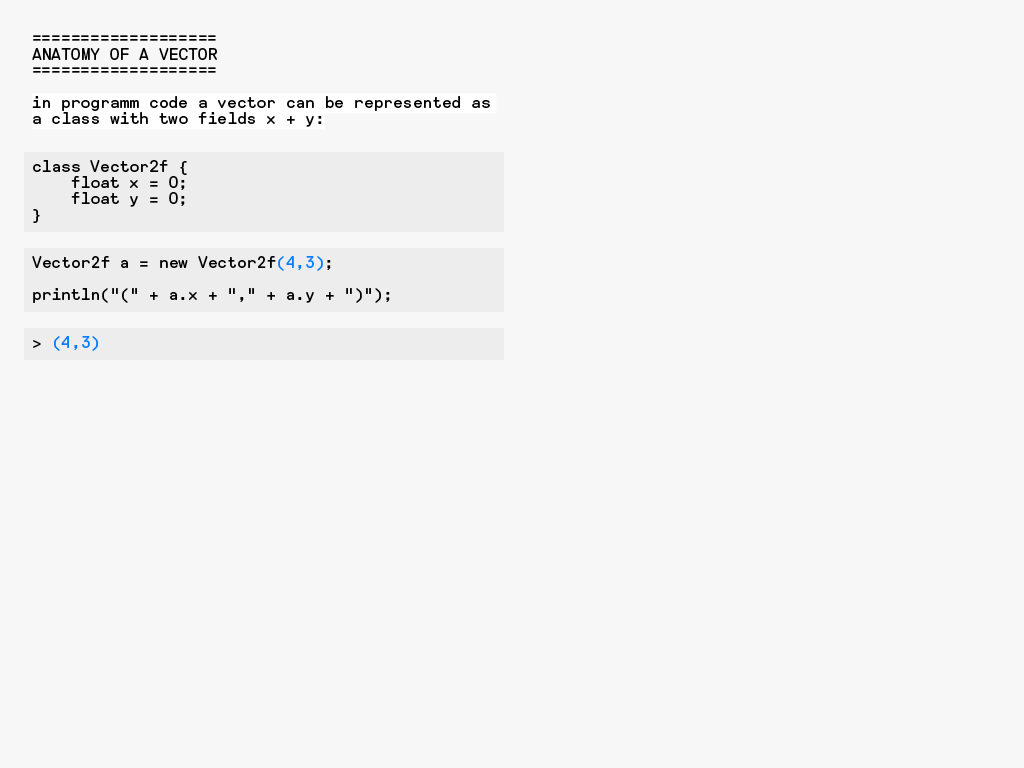 ===================
ANATOMY OF A VECTOR
===================
in programm code a vector can be represented as
a class with two fields x + y:
class Vector2f {
    float x = 0;
    float y = 0;
}
Vector2f a = new Vector2f(4,3);
println("(" + a.x + "," + a.y + ")");
> (4,3)